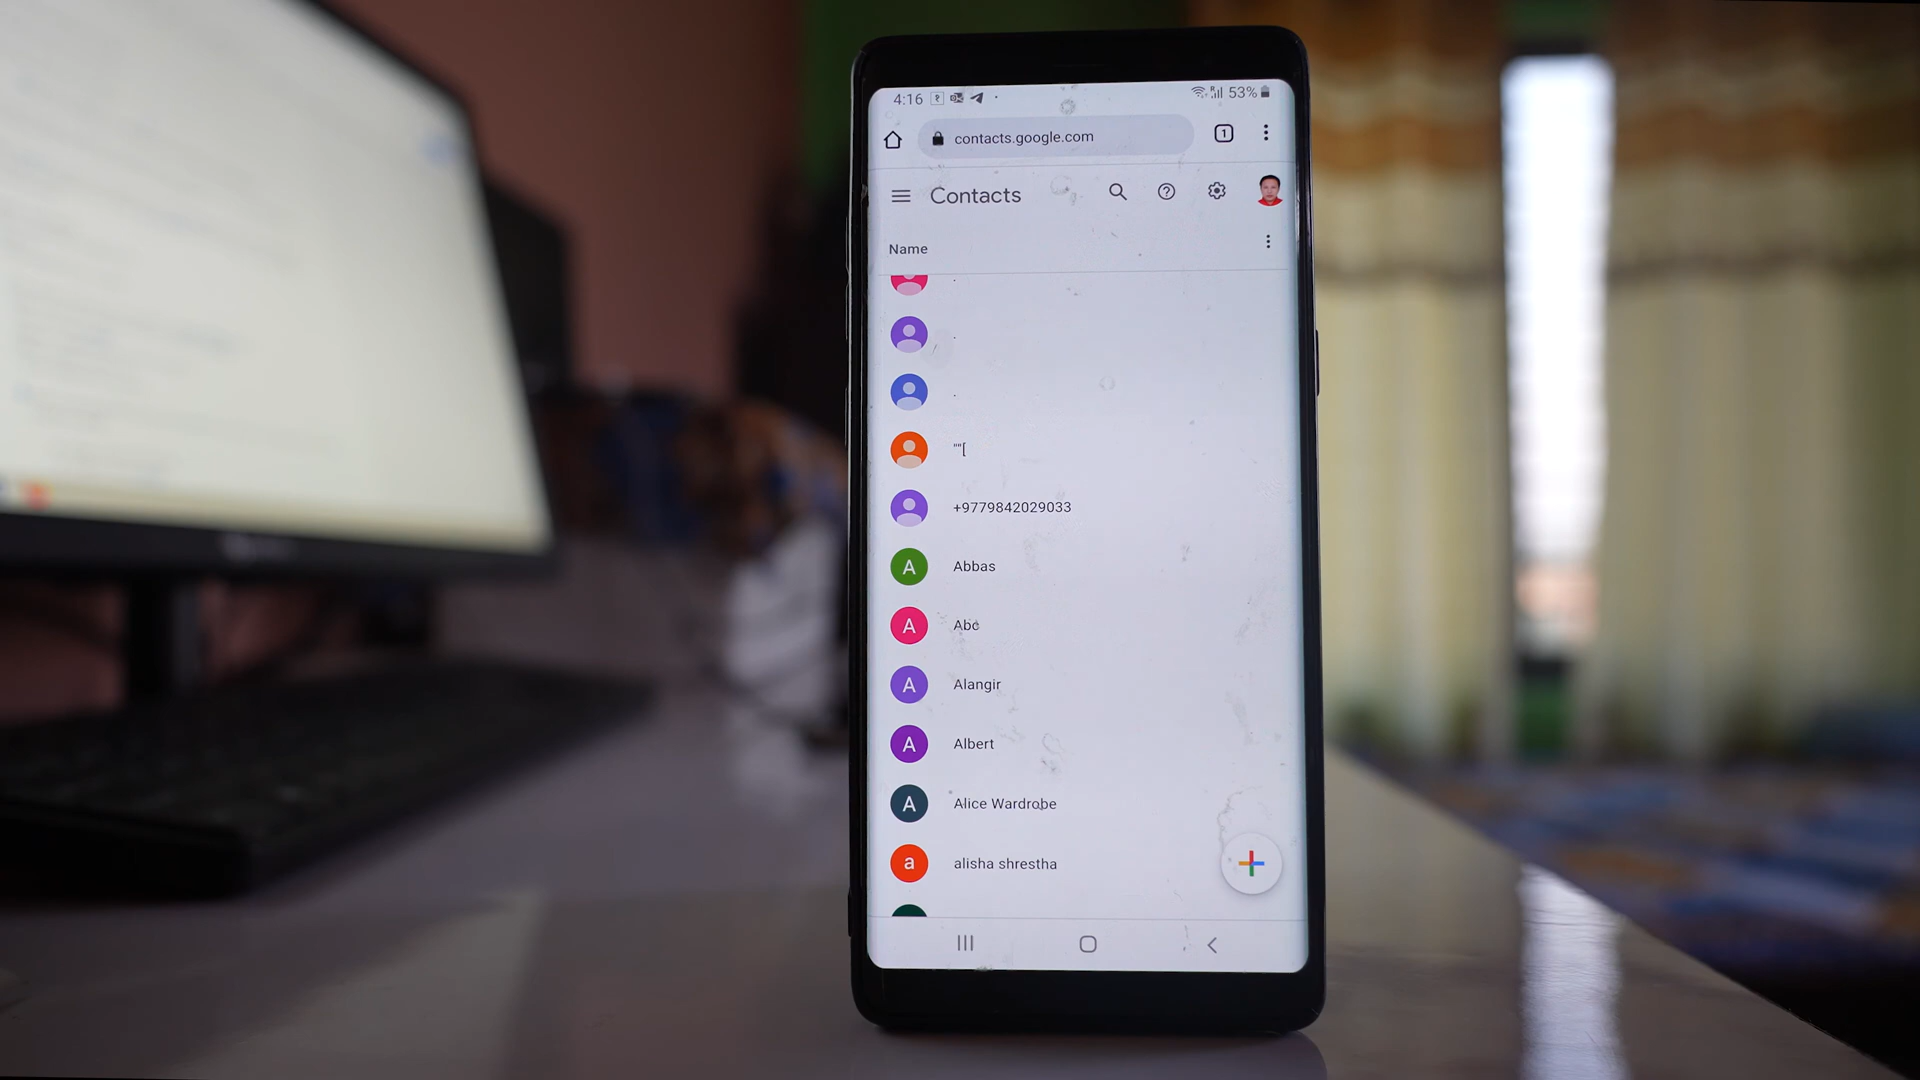 4:16
53%
contacts.google.com
1
Contacts
Name
.
.
.
""[
+9779842029033
A Abbas
A Abc
A Alangir
A Albert
A Alice Wardrobe
a alisha shrestha